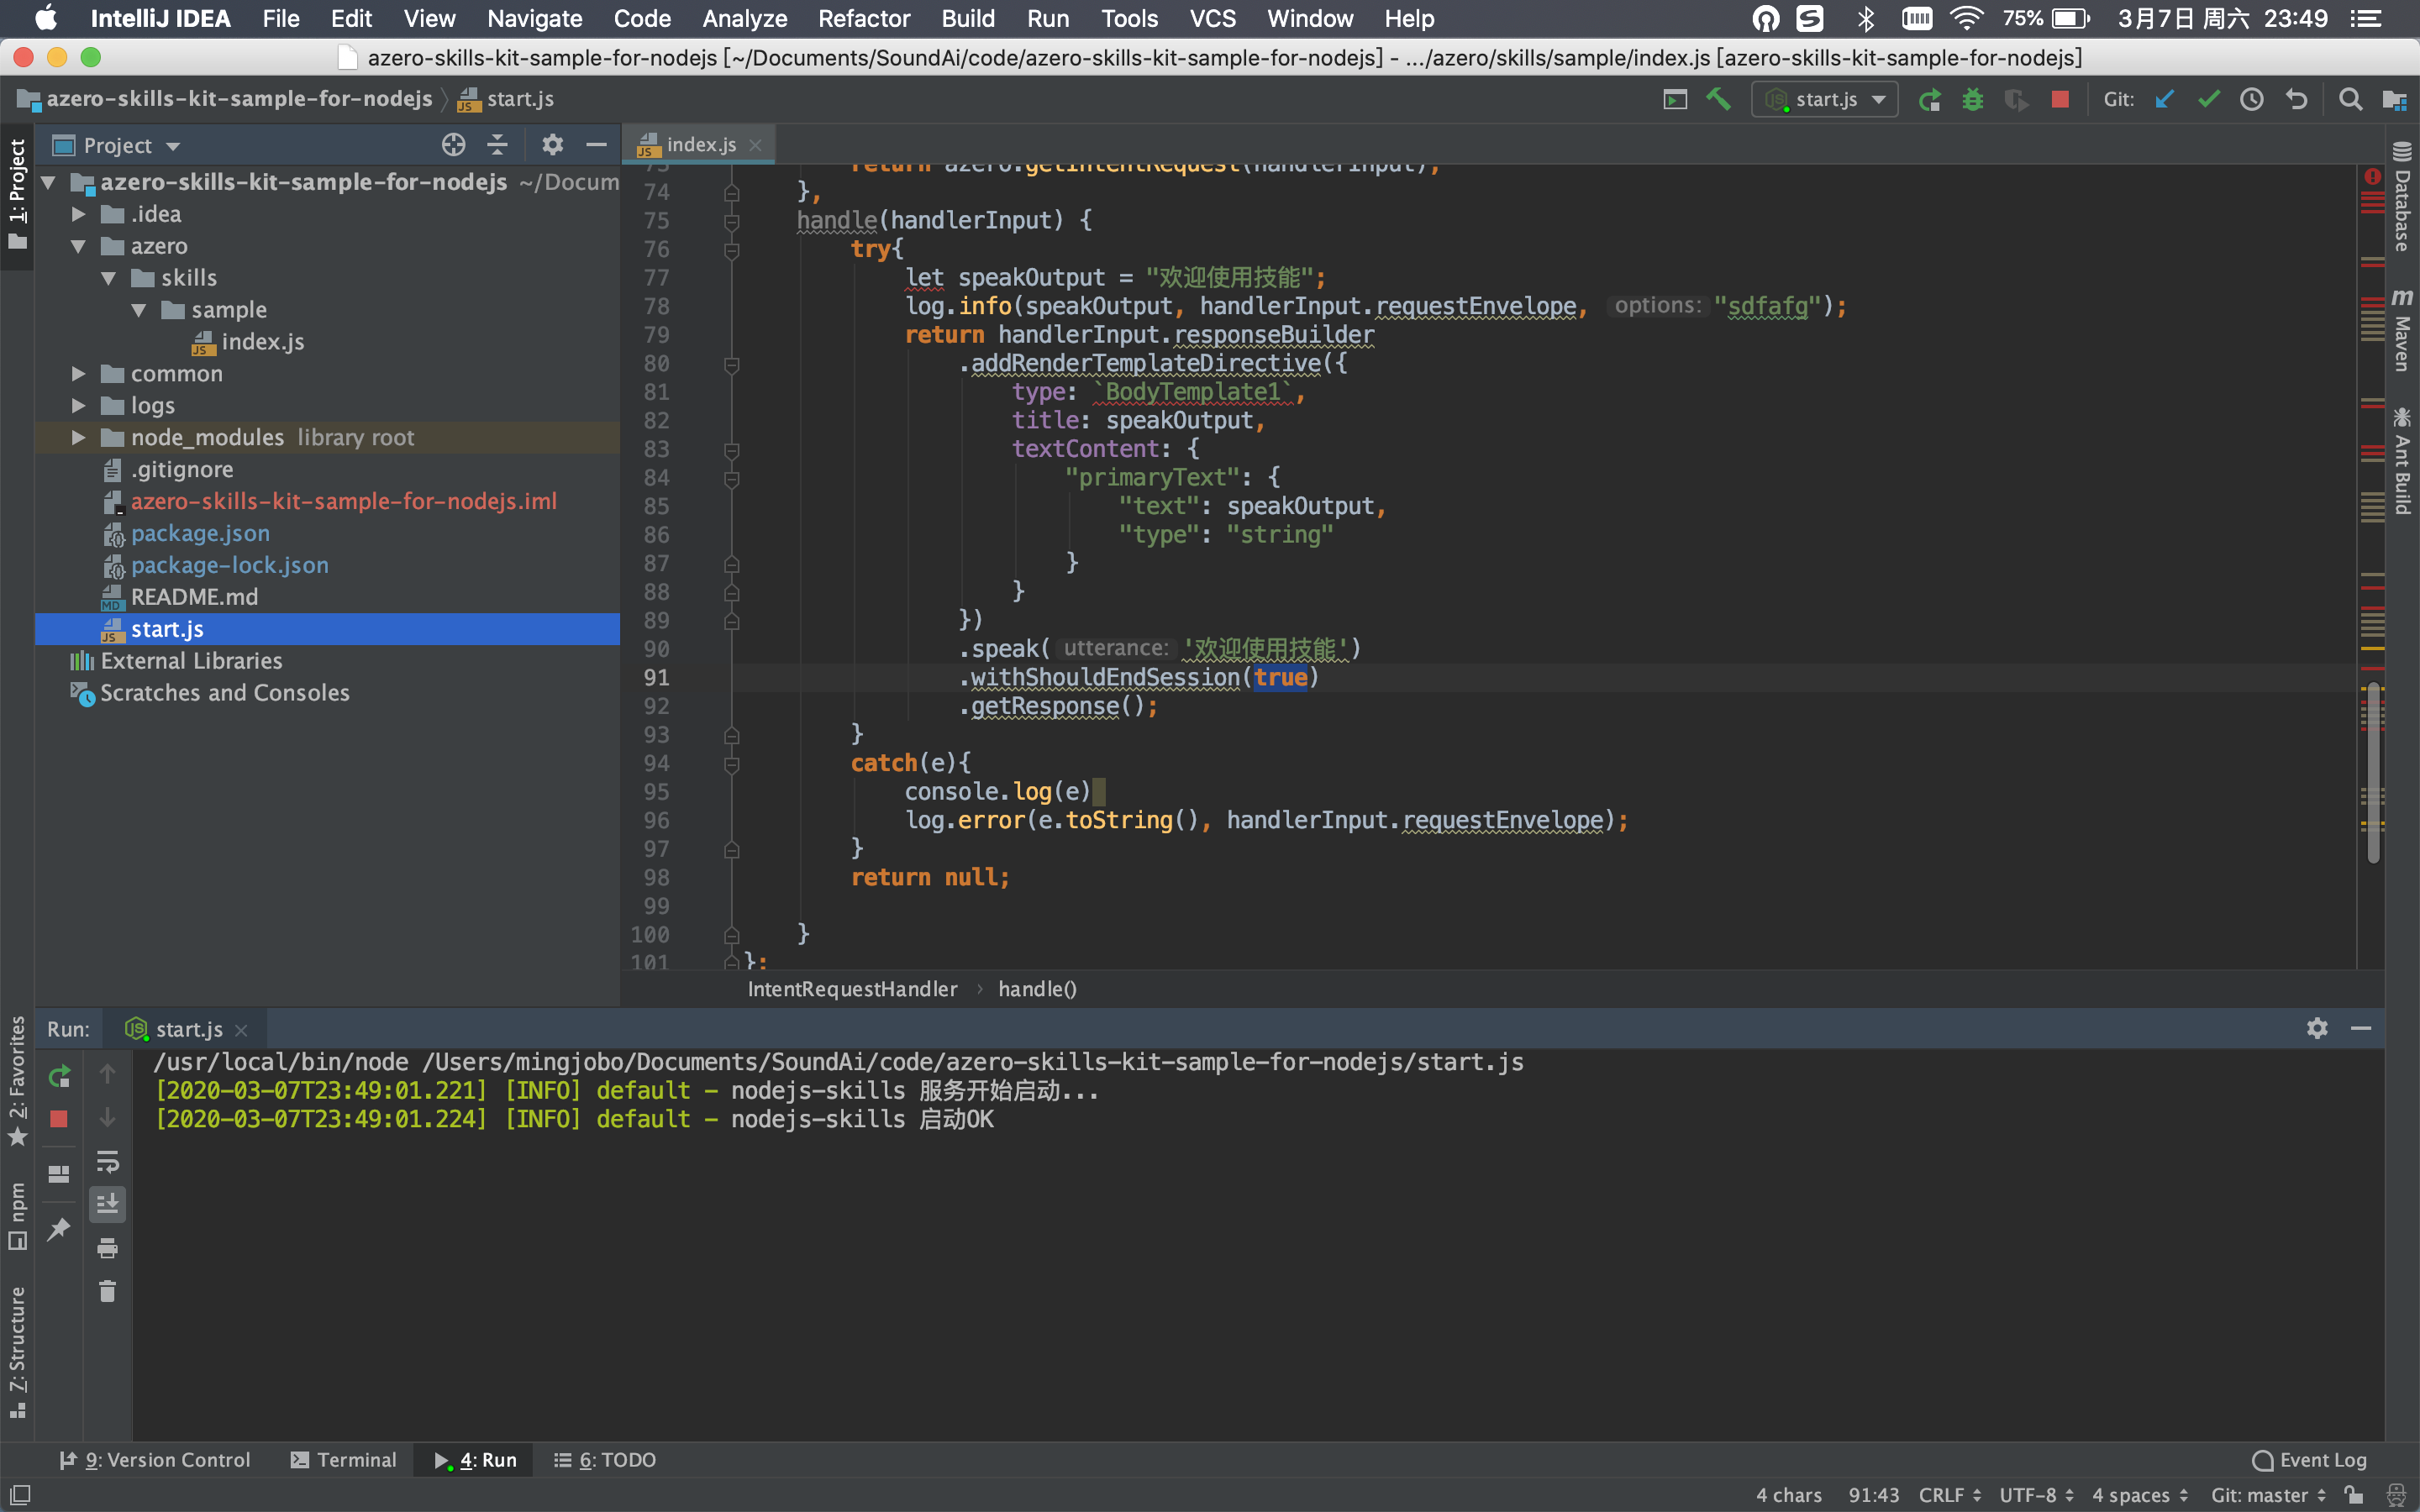 IntelliJ IDEA File Edit View Navigate Code Analyze Refactor Build Run Tools VCS Window Help 75% 3月7日 周六 23:49
azero-skills-kit-sample-for-nodejs [~/Documents/SoundAi/code/azero-skills-kit-sample-for-nodejs] - .../azero/skills/sample/index.js [azero-skills-kit-sample-for-nodejs]
azero-skills-kit-sample-for-nodejs start.js start.js Git:
Project index.js
1: Project
azero-skills-kit-sample-for-nodejs ~/Docum
.idea
azero
skills
sample
index.js
common
logs
node_modules library root
.gitignore
azero-skills-kit-sample-for-nodejs.iml
package.json
package-lock.json
README.md
start.js
External Libraries
Scratches and Consoles
73 return azero.getIntentRequest(handlerInput);
74 },
75 handle(handlerInput) {
76 try{
77 let speakOutput = "欢迎使用技能";
78 log.info(speakOutput, handlerInput.requestEnvelope, options: "sdfafg");
79 return handlerInput.responseBuilder
80 .addRenderTemplateDirective({
81 type: `BodyTemplate1`,
82 title: speakOutput,
83 textContent: {
84 "primaryText": {
85 "text": speakOutput,
86 "type": "string"
87 }
88 }
89 })
90 .speak( utterance: '欢迎使用技能')
91 .withShouldEndSession(true)
92 .getResponse();
93 }
94 catch(e){
95 console.log(e)
96 log.error(e.toString(), handlerInput.requestEnvelope);
97 }
98 return null;
99
100 }
101 };
IntentRequestHandler › handle()
Database
Maven
Ant Build
Run: start.js
/usr/local/bin/node /Users/mingjobo/Documents/SoundAi/code/azero-skills-kit-sample-for-nodejs/start.js
[2020-03-07T23:49:01.221] [INFO] default - nodejs-skills 服务开始启动...
[2020-03-07T23:49:01.224] [INFO] default - nodejs-skills 启动OK
2: Favorites
npm
7: Structure
9: Version Control Terminal 4: Run 6: TODO Event Log
4 chars 91:43 CRLF UTF-8 4 spaces Git: master